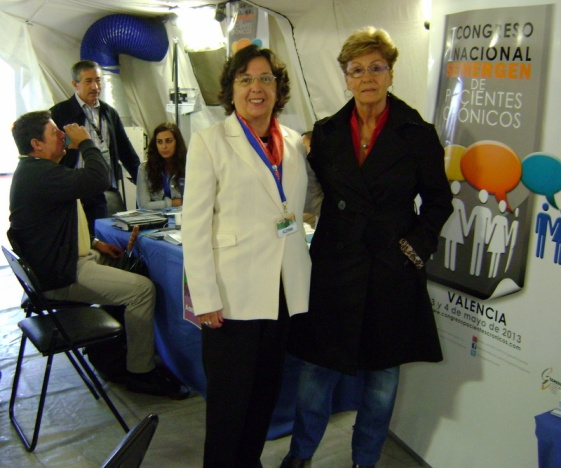 I CONGRESO
NACIONAL
SEMERGEN
DE
PACIENTES
CRÓNICOS
VALENCIA
3 y 4 de mayo de 2013